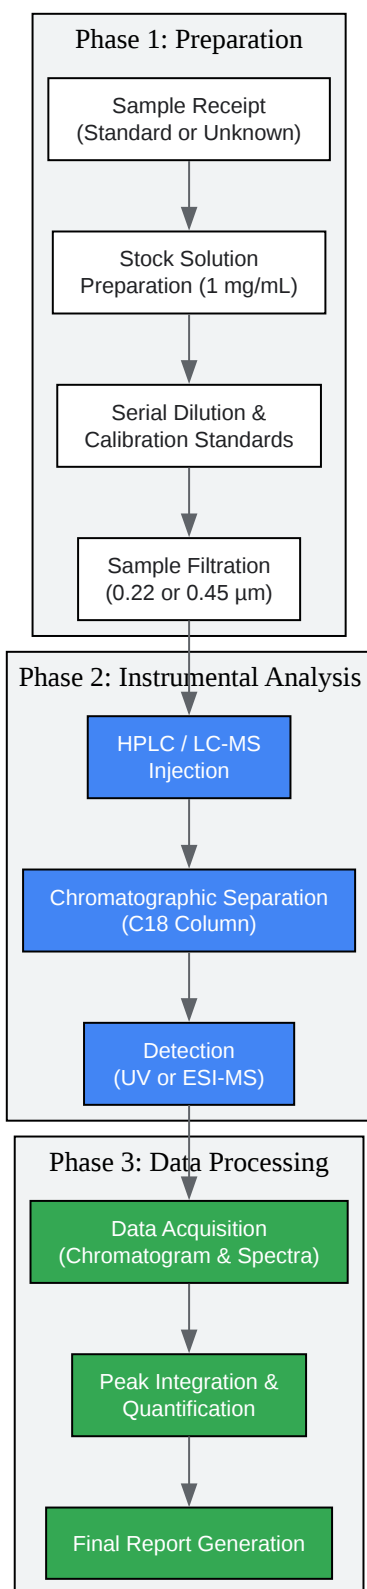 Phase 1: Preparation
Sample Receipt
(Standard or Unknown)
Stock Solution
Preparation (1 mg/mL)
Serial Dilution &
Calibration Standards
Sample Filtration
(0.22 or 0.45 µm)
Phase 2: Instrumental Analysis
HPLC / LC-MS
Injection
Chromatographic Separation
(C18 Column)
Detection
(UV or ESI-MS)
Phase 3: Data Processing
Data Acquisition
(Chromatogram & Spectra)
Peak Integration &
Quantification
Final Report Generation